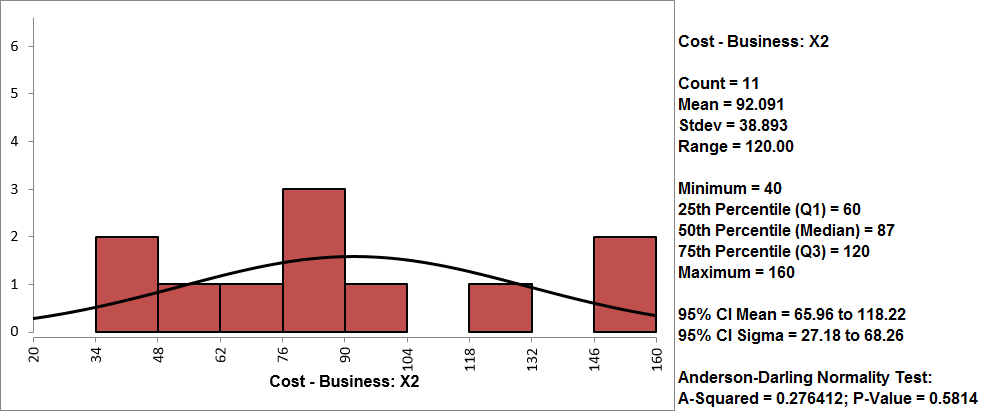 6
5
4
3
2
1
0
20 34 48 62 76 90 104 118 132 146 160
Cost - Business: X2
Cost - Business: X2
Count = 11
Mean = 92.091
Stdev = 38.893
Range = 120.00
Minimum = 40
25th Percentile (Q1) = 60
50th Percentile (Median) = 87
75th Percentile (Q3) = 120
Maximum = 160
95% CI Mean = 65.96 to 118.22
95% CI Sigma = 27.18 to 68.26
Anderson-Darling Normality Test:
A-Squared = 0.276412; P-Value = 0.5814